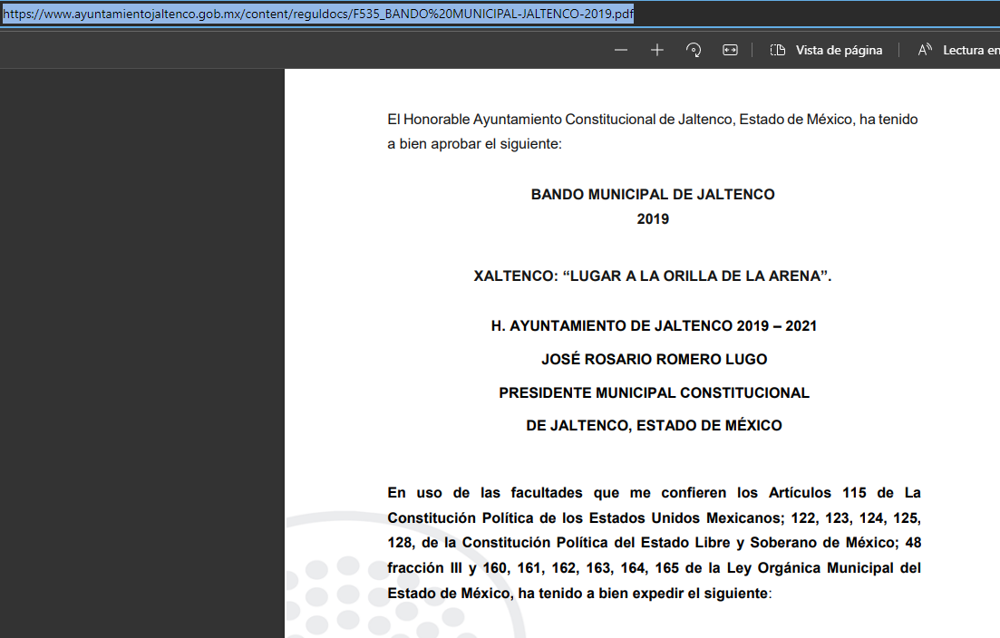 https://www.ayuntamientojaltenco.gob.mx/content/reguldocs/F535_BANDO%20MUNICIPAL-JALTENCO-2019.pdf
Vista de página
Lectura en
El Honorable Ayuntamiento Constitucional de Jaltenco, Estado de México, ha tenido
a bien aprobar el siguiente:
BANDO MUNICIPAL DE JALTENCO
2019
XALTENCO: “LUGAR A LA ORILLA DE LA ARENA”.
H. AYUNTAMIENTO DE JALTENCO 2019 – 2021
JOSÉ ROSARIO ROMERO LUGO
PRESIDENTE MUNICIPAL CONSTITUCIONAL
DE JALTENCO, ESTADO DE MÉXICO
En uso de las facultades que me confieren los Artículos 115 de La
Constitución Política de los Estados Unidos Mexicanos; 122, 123, 124, 125,
128, de la Constitución Política del Estado Libre y Soberano de México; 48
fracción III y 160, 161, 162, 163, 164, 165 de la Ley Orgánica Municipal del
Estado de México, ha tenido a bien expedir el siguiente: